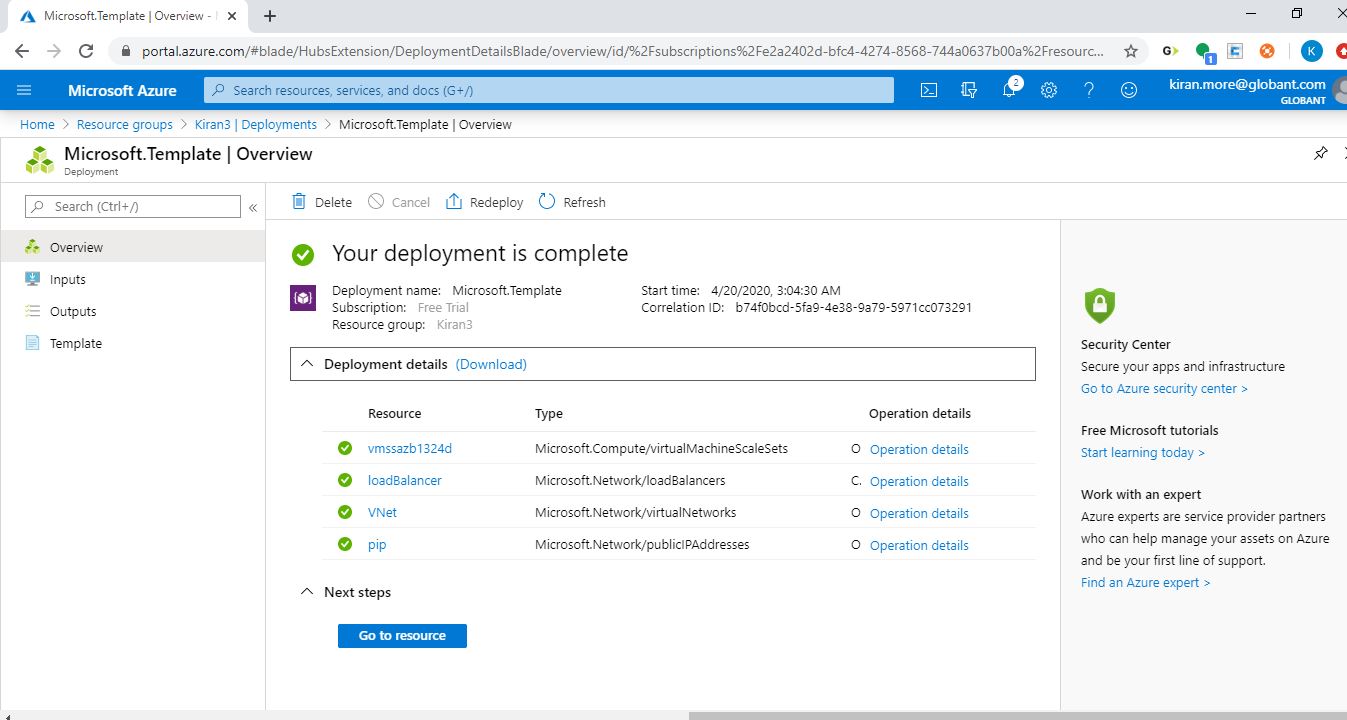 Microsoft.Template | Overview -
portal.azure.com/#blade/HubsExtension/DeploymentDetailsBlade/overview/id/%2Fsubscriptions%2Fe2a2402d-bfc4-4274-8568-744a0637b00a%2Fresourc...
G
1
K
Microsoft Azure
Search resources, services, and docs (G+/)
2
?
kiran.more@globant.com
GLOBANT
Home > Resource groups > Kiran3 | Deployments > Microsoft.Template | Overview
Microsoft.Template | Overview
Deployment
Search (Ctrl+/)
«
Overview
Inputs
Outputs
Template
Delete
Cancel
Redeploy
Refresh
Your deployment is complete
Deployment name: Microsoft.Template
Subscription: Free Trial
Resource group: Kiran3
Start time: 4/20/2020, 3:04:30 AM
Correlation ID: b74f0bcd-5fa9-4e38-9a79-5971cc073291
Deployment details (Download)
Resource Type Operation details
vmssazb1324d Microsoft.Compute/virtualMachineScaleSets O Operation details
loadBalancer Microsoft.Network/loadBalancers C. Operation details
VNet Microsoft.Network/virtualNetworks O Operation details
pip Microsoft.Network/publicIPAddresses O Operation details
Next steps
Go to resource
Security Center
Secure your apps and infrastructure
Go to Azure security center >
Free Microsoft tutorials
Start learning today >
Work with an expert
Azure experts are service provider partners
who can help manage your assets on Azure
and be your first line of support.
Find an Azure expert >